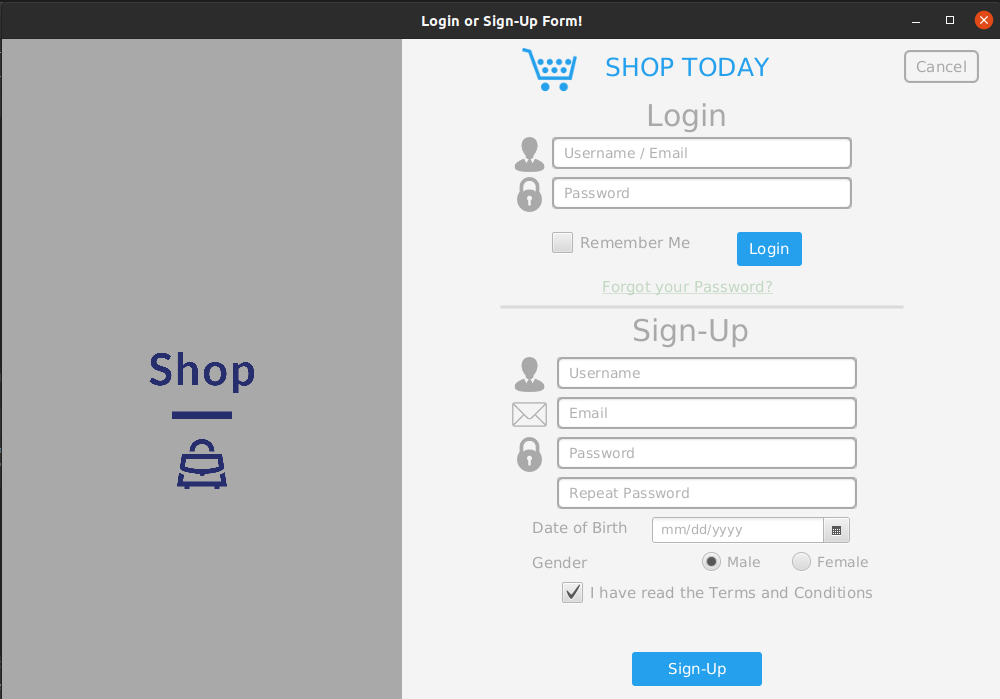 Login or Sign-Up Form!
Shop
SHOP TODAY
Cancel
Login
Username / Email
Password
Remember Me
Login
Forgot your Password?
Sign-Up
Username
Email
Password
Repeat Password
Date of Birth mm/dd/yyyy
Gender Male Female
I have read the Terms and Conditions
Sign-Up